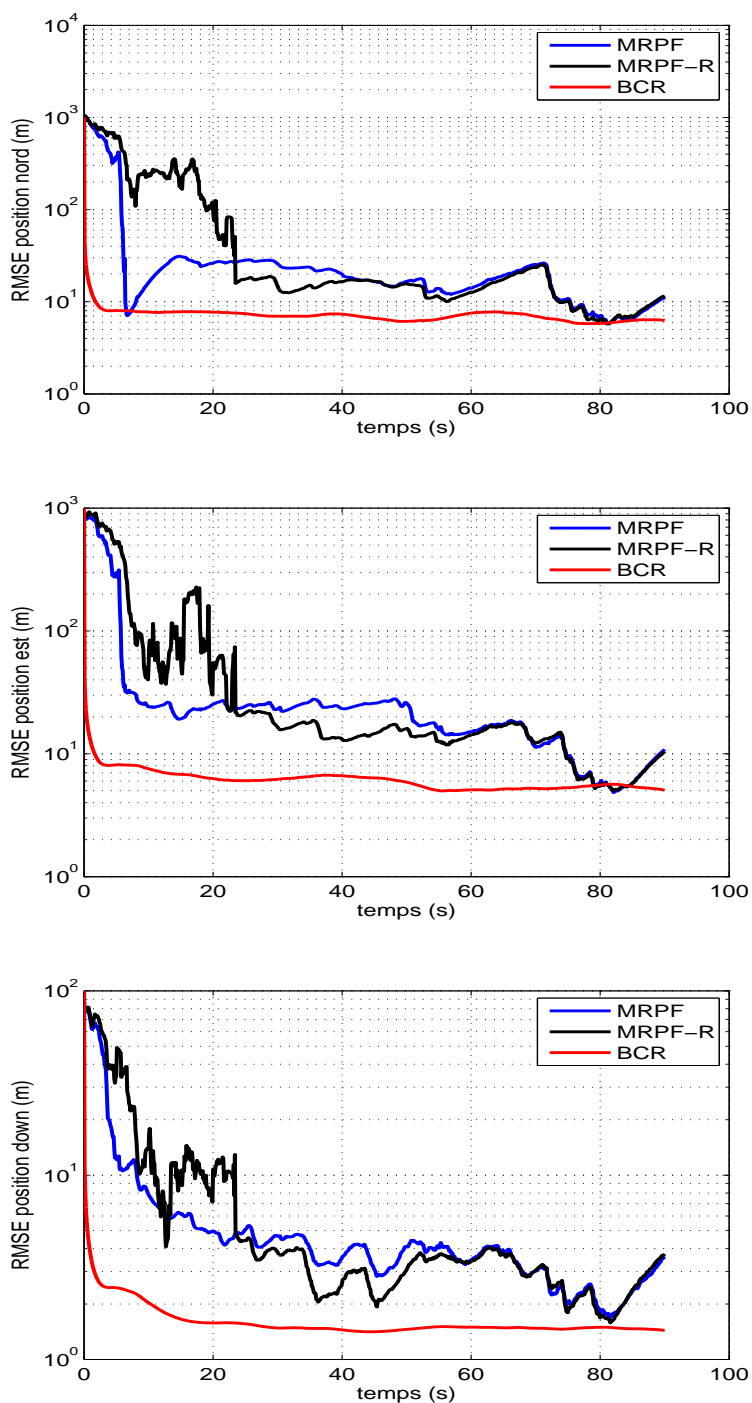 10^4
10^3
10^2
10^1
10^0
RMSE position nord (m)
MRPF
MRPF−R
BCR
0 20 40 60 80 100
temps (s)
10^3
10^2
10^1
10^0
RMSE position est (m)
MRPF
MRPF−R
BCR
0 20 40 60 80 100
temps (s)
10^2
10^1
10^0
RMSE position down (m)
MRPF
MRPF−R
BCR
0 20 40 60 80 100
temps (s)